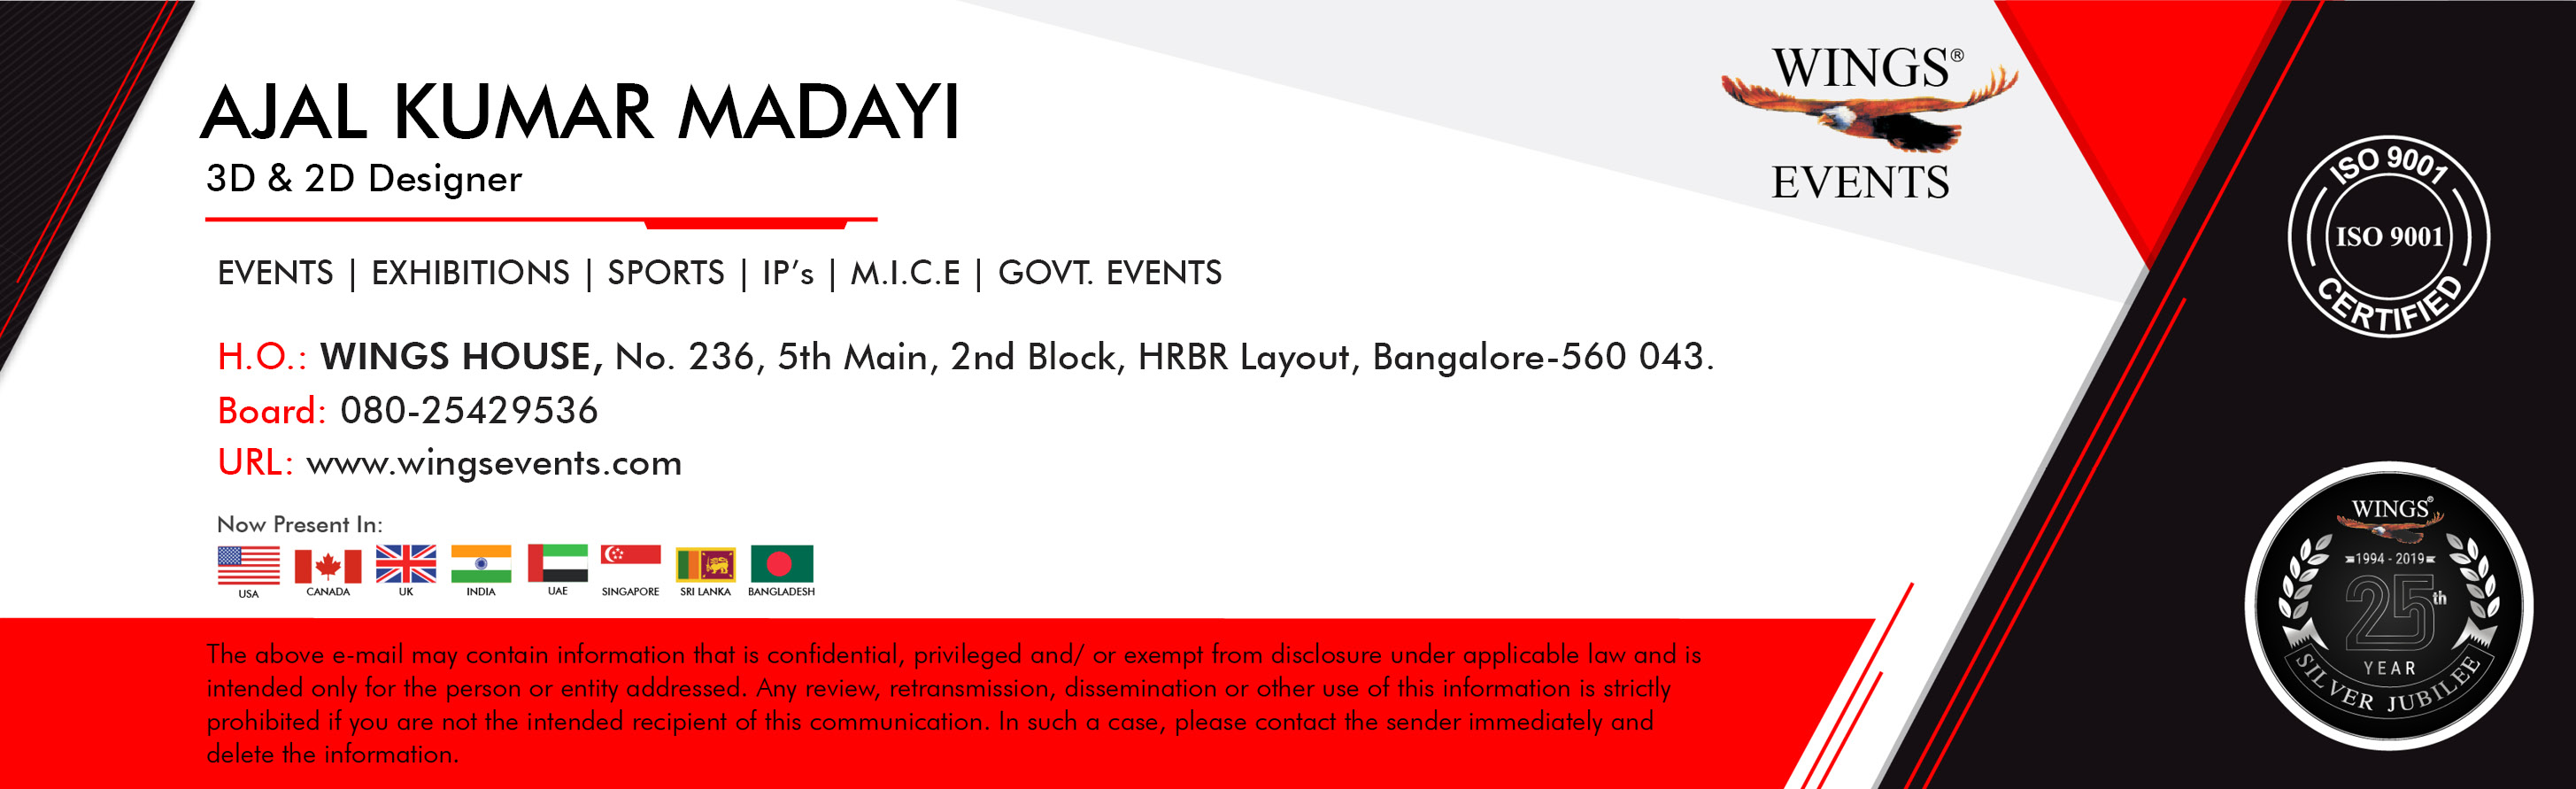 AJAL KUMAR MADAYI
3D & 2D Designer
EVENTS | EXHIBITIONS | SPORTS | IP’s | M.I.C.E | GOVT. EVENTS
H.O.: WINGS HOUSE, No. 236, 5th Main, 2nd Block, HRBR Layout, Bangalore-560 043.
Board: 080-25429536
URL: www.wingsevents.com
Now Present In:
USA CANADA UK INDIA UAE SINGAPORE SRI LANKA BANGLADESH
The above e-mail may contain information that is confidential, privileged and/ or exempt from disclosure under applicable law and is
intended only for the person or entity addressed. Any review, retransmission, dissemination or other use of this information is strictly
prohibited if you are not the intended recipient of this communication. In such a case, please contact the sender immediately and
delete the information.
WINGS®
EVENTS
ISO 9001
ISO 9001
CERTIFIED
WINGS®
1994 - 2019
25th
YEAR
SILVER JUBILEE